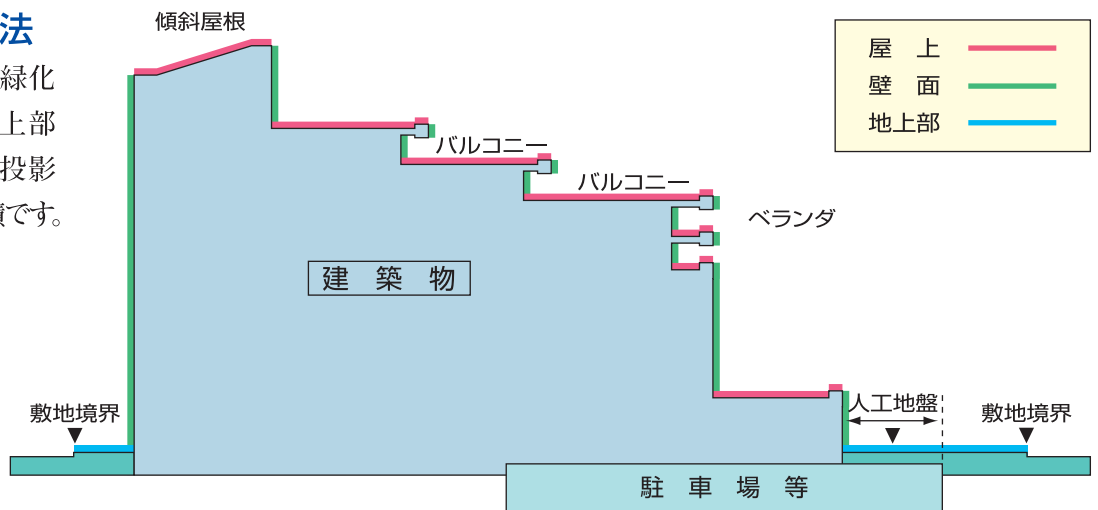 法
緑化
上部
投影
です。
傾斜屋根
バルコニー
バルコニー
ベランダ
屋 上
壁 面
地上部
建 築 物
敷地境界
人工地盤
敷地境界
駐 車 場 等